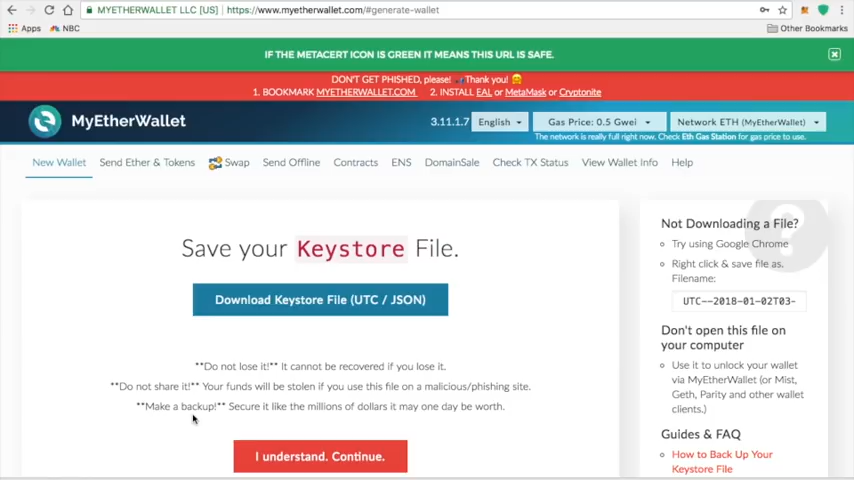 MYETHERWALLET LLC [US] | https://www.myetherwallet.com/#generate-wallet
Apps NBC Other Bookmarks
IF THE METACERT ICON IS GREEN IT MEANS THIS URL IS SAFE.
DON'T GET PHISHED, please! Thank you!
1. BOOKMARK MYETHERWALLET.COM 2. INSTALL EAL or MetaMask or Cryptonite
MyEtherWallet 3.11.1.7 English Gas Price: 0.5 Gwei Network ETH (MyEtherWallet)
The network is really full right now. Check Eth Gas Station for gas price to use.
New Wallet Send Ether & Tokens Swap Send Offline Contracts ENS DomainSale Check TX Status View Wallet Info Help
Save your Keystore File.
Download Keystore File (UTC / JSON)
**Do not lose it!** It cannot be recovered if you lose it.
**Do not share it!** Your funds will be stolen if you use this file on a malicious/phishing site.
**Make a backup!** Secure it like the millions of dollars it may one day be worth.
I understand. Continue.
Not Downloading a File?
Try using Google Chrome
Right click & save file as.
Filename:
UTC--2018-01-02T03-
Don't open this file on
your computer
Use it to unlock your wallet
via MyEtherWallet (or Mist,
Geth, Parity and other wallet
clients.)
Guides & FAQ
How to Back Up Your
Keystore File